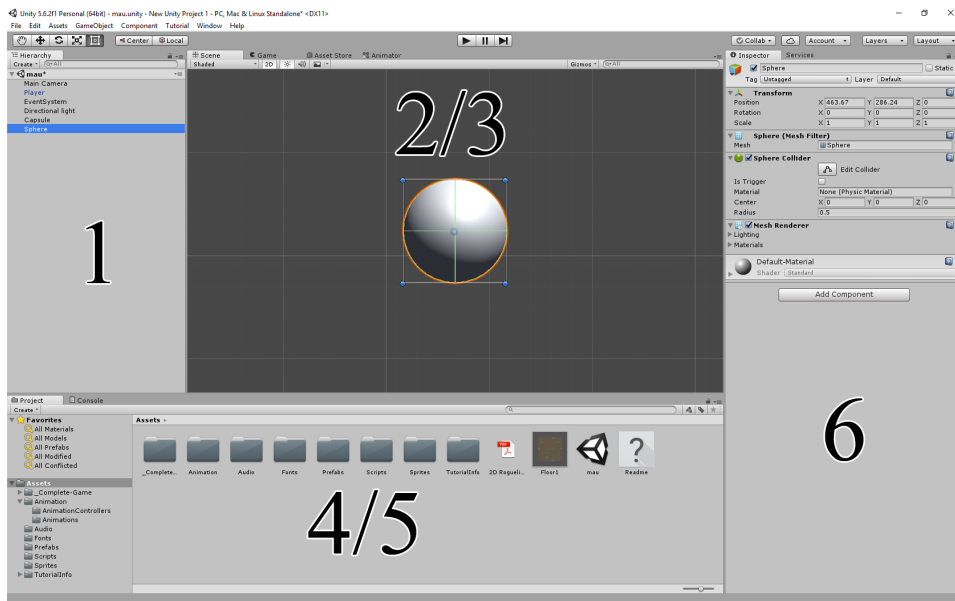 Unity 5.6.2f1 Personal (64bit) - mau.unity - New Unity Project 1 - PC, Mac & Linux Standalone* <DX11>
File Edit Assets GameObject Component Tutorial Window Help
Center Local Collab Account Layers Layout
Hierarchy
Create All
mau*
Main Camera
Player
EventSystem
Directional light
Capsule
Sphere
1
Scene Game Asset Store Animator
Shaded 2D Gizmos All
2/3
Project Console
Create
Favorites
All Materials
All Models
All Prefabs
All Modified
All Conflicted
Assets
_Complete-Game
Animation
AnimationControllers
Animations
Audio
Fonts
Prefabs
Scripts
Sprites
TutorialInfo
Assets
_Complete... Animation Audio Fonts Prefabs Scripts Sprites TutorialInfo 2D Rogueli... Floor1 mau Readme
4/5
Inspector Services
Sphere Static
Tag Untagged Layer Default
Transform
Position X 463.67 Y 286.24 Z 0
Rotation X 0 Y 0 Z 0
Scale X 1 Y 1 Z 1
Sphere (Mesh Filter)
Mesh Sphere
Sphere Collider
Edit Collider
Is Trigger
Material None (Physic Material)
Center X 0 Y 0 Z 0
Radius 0.5
Mesh Renderer
Lighting
Materials
Default-Material
Shader Standard
Add Component
6